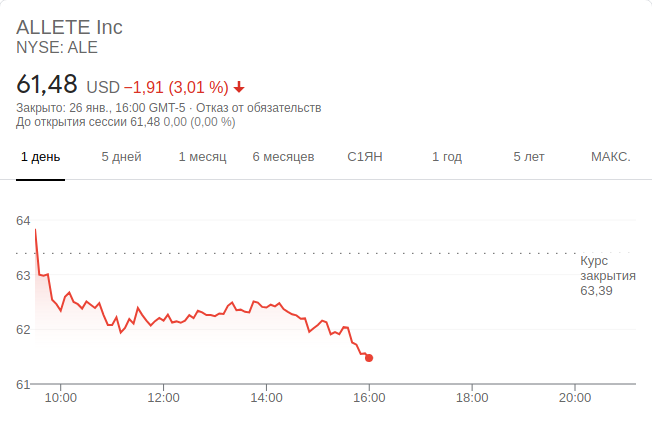 ALLETE Inc
NYSE: ALE
61,48 USD −1,91 (3,01 %)
Закрыто: 26 янв., 16:00 GMT-5 · Отказ от обязательств
До открытия сессии 61,48 0,00 (0,00 %)
1 день 5 дней 1 месяц 6 месяцев С1ЯН 1 год 5 лет МАКС.
64
63
62
61
Курс
закрытия
63,39
10:00 12:00 14:00 16:00 18:00 20:00